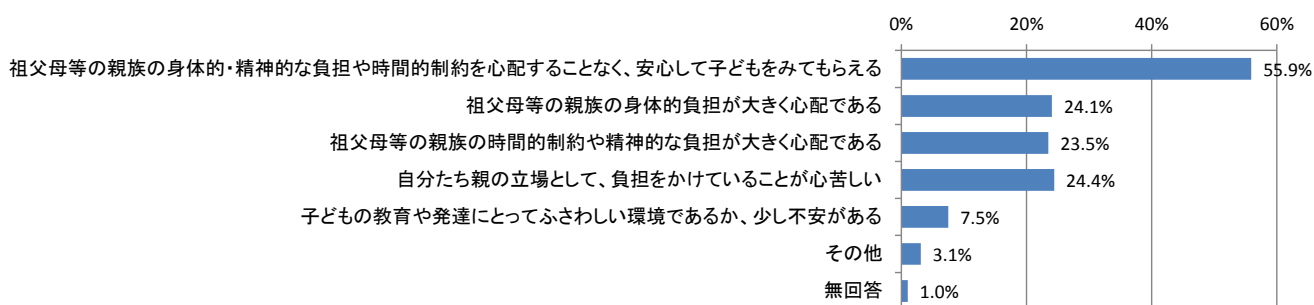 0% 20% 40% 60%
祖父母等の親族の身体的・精神的な負担や時間的制約を心配することなく、安心して子どもをみてもらえる 55.9%
祖父母等の親族の身体的負担が大きく心配である 24.1%
祖父母等の親族の時間的制約や精神的な負担が大きく心配である 23.5%
自分たち親の立場として、負担をかけていることが心苦しい 24.4%
子どもの教育や発達にとってふさわしい環境であるか、少し不安がある 7.5%
その他 3.1%
無回答 1.0%